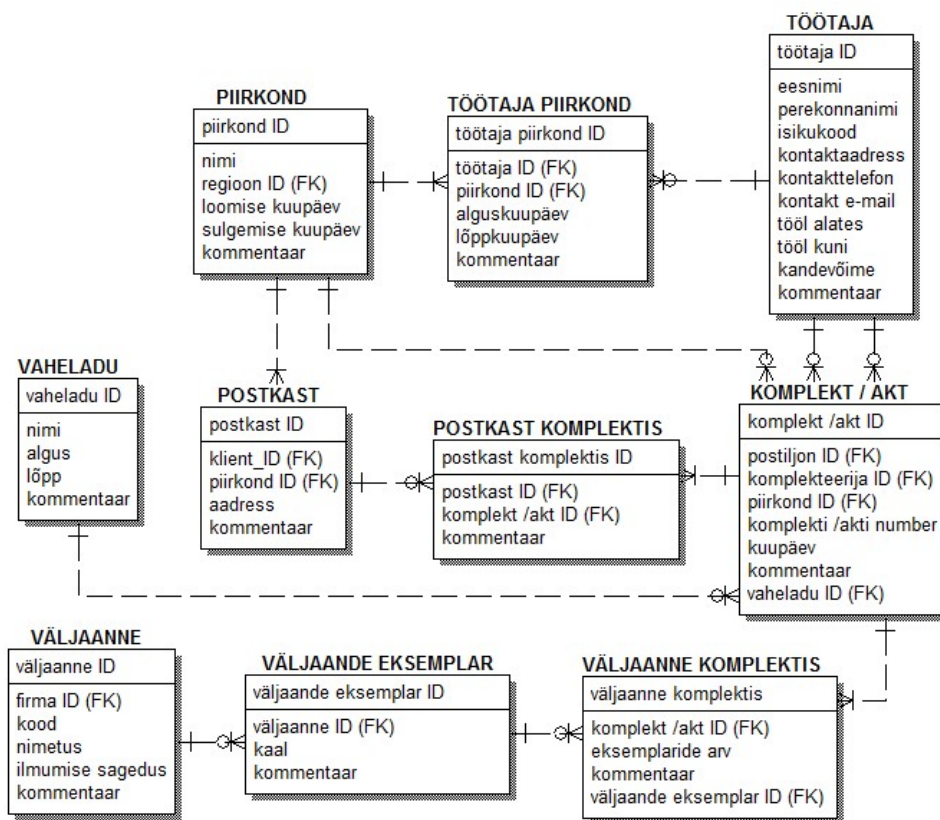 TÖÖTAJA
töötaja ID
eesnimi
perekonnanimi
isikukood
kontaktaadress
kontakttelefon
kontakt e-mail
tööl alates
tööl kuni
kandevõime
kommentaar
PIIRKOND
piirkond ID
nimi
regioon ID (FK)
loomise kuupäev
sulgemise kuupäev
kommentaar
TÖÖTAJA PIIRKOND
töötaja piirkond ID
töötaja ID (FK)
piirkond ID (FK)
alguskuupäev
lõppkuupäev
kommentaar
VAHELADU
vaheladu ID
nimi
algus
lõpp
kommentaar
POSTKAST
postkast ID
klient_ID (FK)
piirkond ID (FK)
aadress
kommentaar
POSTKAST KOMPLEKTIS
postkast komplektis ID
postkast ID (FK)
komplekt /akt ID (FK)
kommentaar
KOMPLEKT / AKT
komplekt /akt ID
postiljon ID (FK)
komplekteerija ID (FK)
piirkond ID (FK)
komplekti /akti number
kuupäev
kommentaar
vaheladu ID (FK)
VÄLJAANNE
väljaanne ID
firma ID (FK)
kood
nimetus
ilmumise sagedus
kommentaar
VÄLJAANDE EKSEMPLAR
väljaande eksemplar ID
väljaanne ID (FK)
kaal
kommentaar
VÄLJAANNE KOMPLEKTIS
väljaanne komplektis
komplekt /akt ID (FK)
eksemplaride arv
kommentaar
väljaande eksemplar ID (FK)